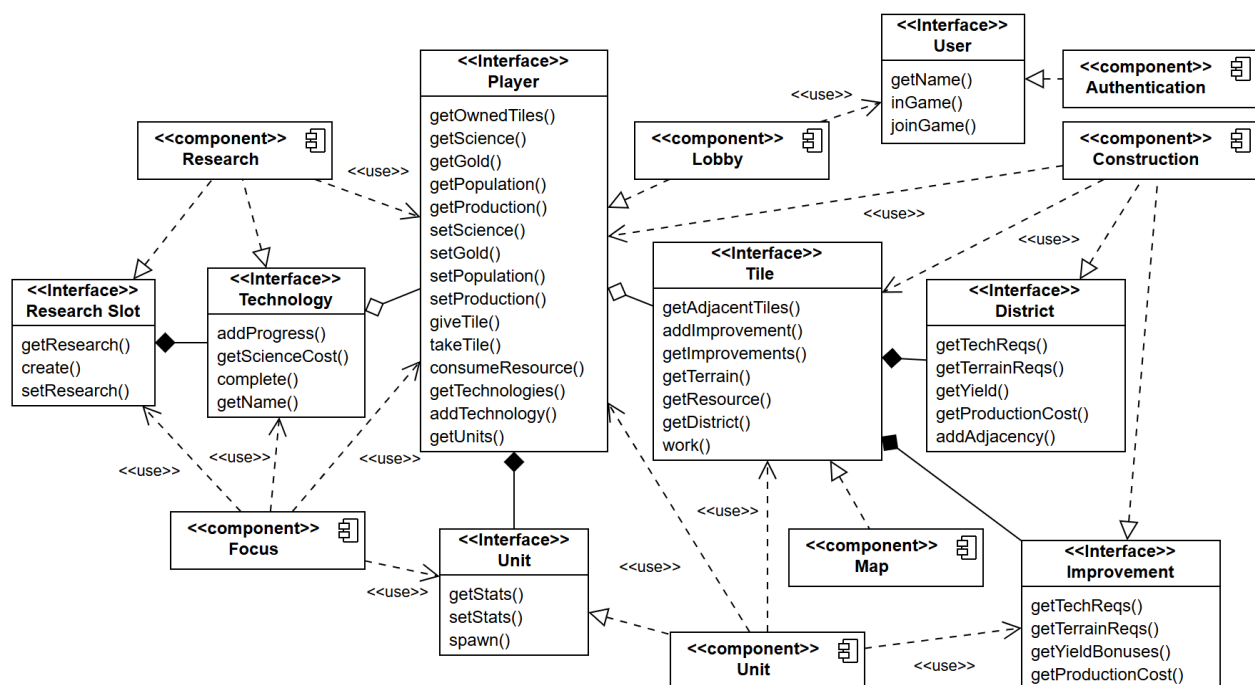 <<Interface>>
User
getName()
inGame()
joinGame()
<<component>>
Authentication
<<Interface>>
Player
getOwnedTiles()
getScience()
getGold()
getPopulation()
getProduction()
setScience()
setGold()
setPopulation()
setProduction()
giveTile()
takeTile()
consumeResource()
getTechnologies()
addTechnology()
getUnits()
<<use>>
<<component>>
Lobby
<<component>>
Research
<<use>>
<<component>>
Construction
<<use>>
<<use>>
<<Interface>>
Research Slot
getResearch()
create()
setResearch()
<<Interface>>
Technology
addProgress()
getScienceCost()
complete()
getName()
<<Interface>>
Tile
getAdjacentTiles()
addImprovement()
getImprovements()
getTerrain()
getResource()
getDistrict()
work()
<<Interface>>
District
getTechReqs()
getTerrainReqs()
getYield()
getProductionCost()
addAdjacency()
<<use>>
<<use>>
<<use>>
<<component>>
Focus
<<use>>
<<Interface>>
Unit
getStats()
setStats()
spawn()
<<use>>
<<use>>
<<component>>
Map
<<component>>
Unit
<<use>>
<<Interface>>
Improvement
getTechReqs()
getTerrainReqs()
getYieldBonuses()
getProductionCost()